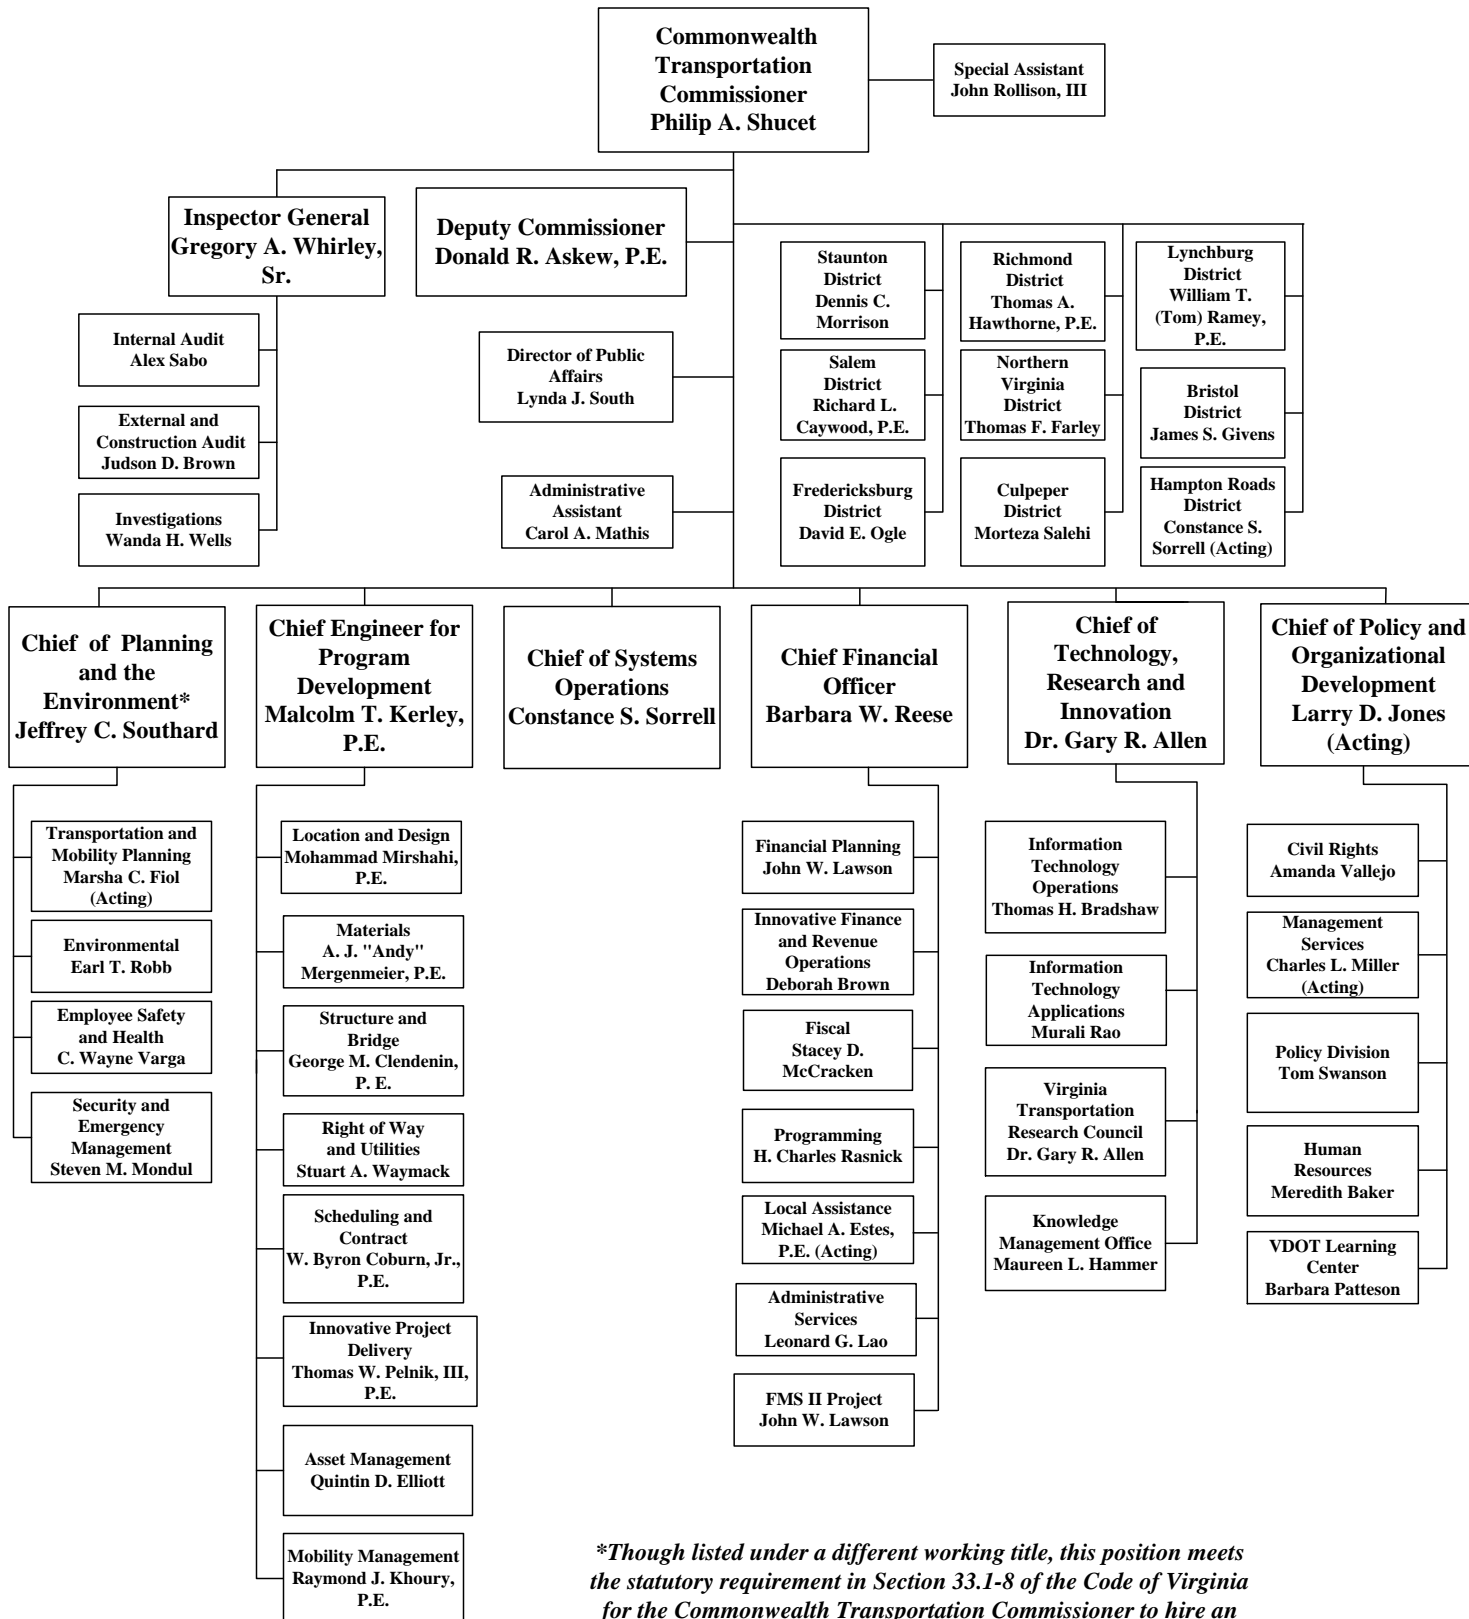 Commonwealth
Transportation
Commissioner
Philip A. Shucet
Special Assistant
John Rollison, III
Inspector General
Gregory A. Whirley,
Sr.
Deputy Commissioner
Donald R. Askew, P.E.
Internal Audit
Alex Sabo
External and
Construction Audit
Judson D. Brown
Investigations
Wanda H. Wells
Director of Public
Affairs
Lynda J. South
Administrative
Assistant
Carol A. Mathis
Staunton
District
Dennis C.
Morrison
Salem
District
Richard L.
Caywood, P.E.
Fredericksburg
District
David E. Ogle
Richmond
District
Thomas A.
Hawthorne, P.E.
Northern
Virginia
District
Thomas F. Farley
Culpeper
District
Morteza Salehi
Lynchburg
District
William T.
(Tom) Ramey,
P.E.
Bristol
District
James S. Givens
Hampton Roads
District
Constance S.
Sorrell (Acting)
Chief of Planning
and the
Environment*
Jeffrey C. Southard
Transportation and
Mobility Planning
Marsha C. Fiol
(Acting)
Environmental
Earl T. Robb
Employee Safety
and Health
C. Wayne Varga
Security and
Emergency
Management
Steven M. Mondul
Chief Engineer for
Program
Development
Malcolm T. Kerley,
P.E.
Location and Design
Mohammad Mirshahi,
P.E.
Materials
A. J. "Andy"
Mergenmeier, P.E.
Structure and
Bridge
George M. Clendenin,
P. E.
Right of Way
and Utilities
Stuart A. Waymack
Scheduling and
Contract
W. Byron Coburn, Jr.,
P.E.
Innovative Project
Delivery
Thomas W. Pelnik, III,
P.E.
Asset Management
Quintin D. Elliott
Mobility Management
Raymond J. Khoury,
P.E.
Chief of Systems
Operations
Constance S. Sorrell
Chief Financial
Officer
Barbara W. Reese
Financial Planning
John W. Lawson
Innovative Finance
and Revenue
Operations
Deborah Brown
Fiscal
Stacey D.
McCracken
Programming
H. Charles Rasnick
Local Assistance
Michael A. Estes,
P.E. (Acting)
Administrative
Services
Leonard G. Lao
FMS II Project
John W. Lawson
Chief of
Technology,
Research and
Innovation
Dr. Gary R. Allen
Information
Technology
Operations
Thomas H. Bradshaw
Information
Technology
Applications
Murali Rao
Virginia
Transportation
Research Council
Dr. Gary R. Allen
Knowledge
Management Office
Maureen L. Hammer
Chief of Policy and
Organizational
Development
Larry D. Jones
(Acting)
Civil Rights
Amanda Vallejo
Management
Services
Charles L. Miller
(Acting)
Policy Division
Tom Swanson
Human
Resources
Meredith Baker
VDOT Learning
Center
Barbara Patteson
*Though listed under a different working title, this position meets
the statutory requirement in Section 33.1-8 of the Code of Virginia
for the Commonwealth Transportation Commissioner to hire an